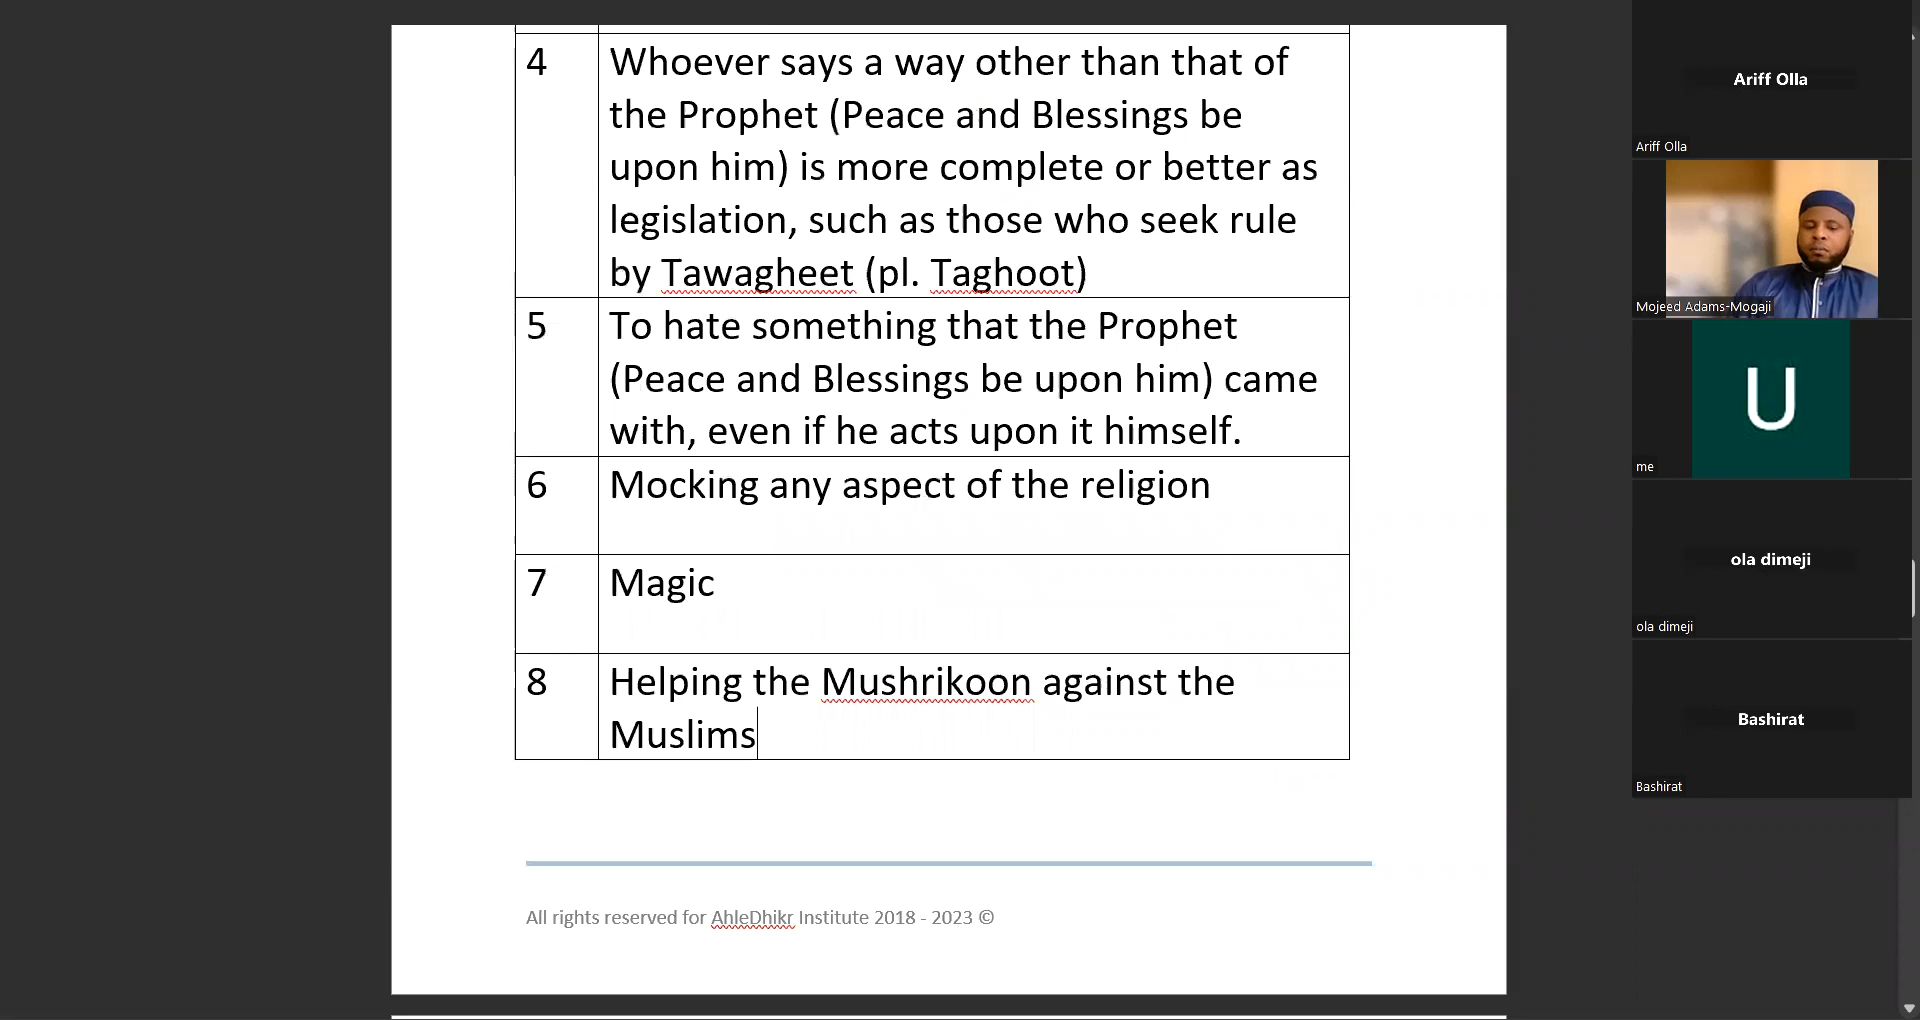 4
Whoever says a way other than that of
the Prophet (Peace and Blessings be
upon him) is more complete or better as
legislation, such as those who seek rule
by Tawagheet (pl. Taghoot)
5
To hate something that the Prophet
(Peace and Blessings be upon him) came
with, even if he acts upon it himself.
6
Mocking any aspect of the religion
7
Magic
8
Helping the Mushrikoon against the
Muslims
All rights reserved for AhleDhikr Institute 2018 - 2023 ©
Ariff Olla
Ariff Olla
Mojeed Adams-Mogaji
U
me
ola dimeji
ola dimeji
Bashirat
Bashirat